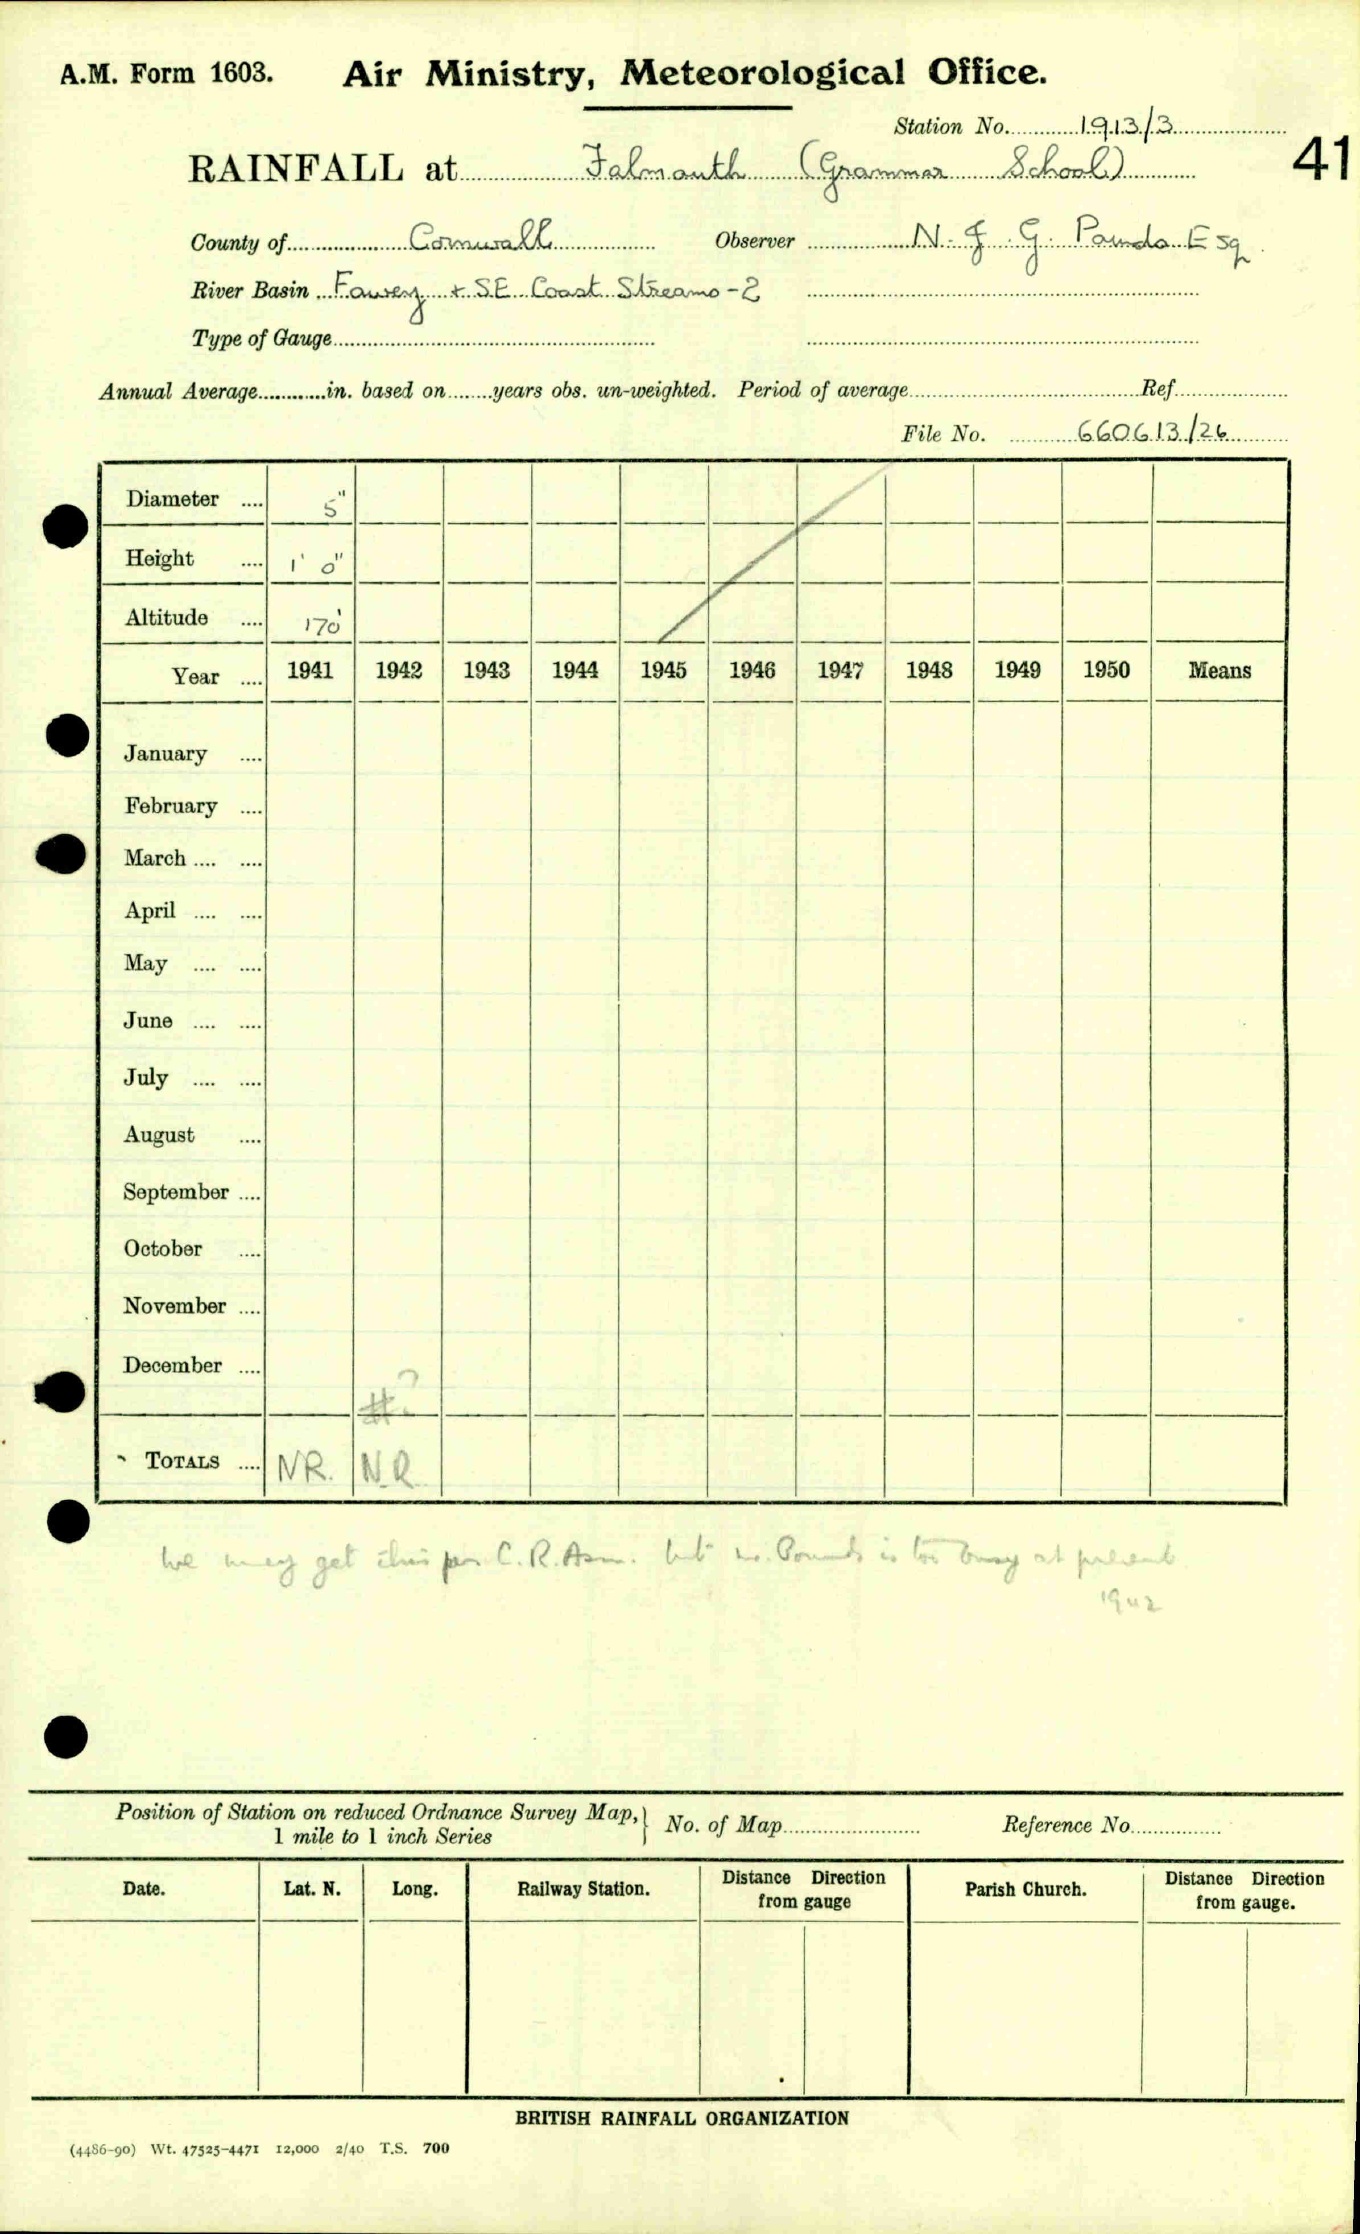 A.M. Form 1603. Air Ministry, Meteorological Office.
Station No. 1913/3
41
RAINFALL at Falmouth (Grammar School)
County of Cornwall Observer N. J. G. Pounds Esq.
River Basin Fowey + SE Coast Streams - 2
Type of Gauge
Annual Average in. based on years obs. un-weighted. Period of average Ref.
File No. 660613/26
Diameter .... 5"
Height .... 1' 0"
Altitude .... 170'
Year .... 1941 1942 1943 1944 1945 1946 1947 1948 1949 1950 Means
January ....
February ....
March .... ....
April .... ....
May .... ....
June .... ....
July .... ....
August ....
September ....
October ....
November ....
December ....
#?
TOTALS .... NR. N.R.
We may get this per C. R. Assn. but Mr. Pounds is too busy at present
1942
Position of Station on reduced Ordnance Survey Map, } No. of Map Reference No.
1 mile to 1 inch Series
Date. Lat. N. Long. Railway Station. Distance Direction from gauge Parish Church. Distance Direction from gauge.
BRITISH RAINFALL ORGANIZATION
(4486-90) Wt. 47525-4471 12,000 2/40 T.S. 700